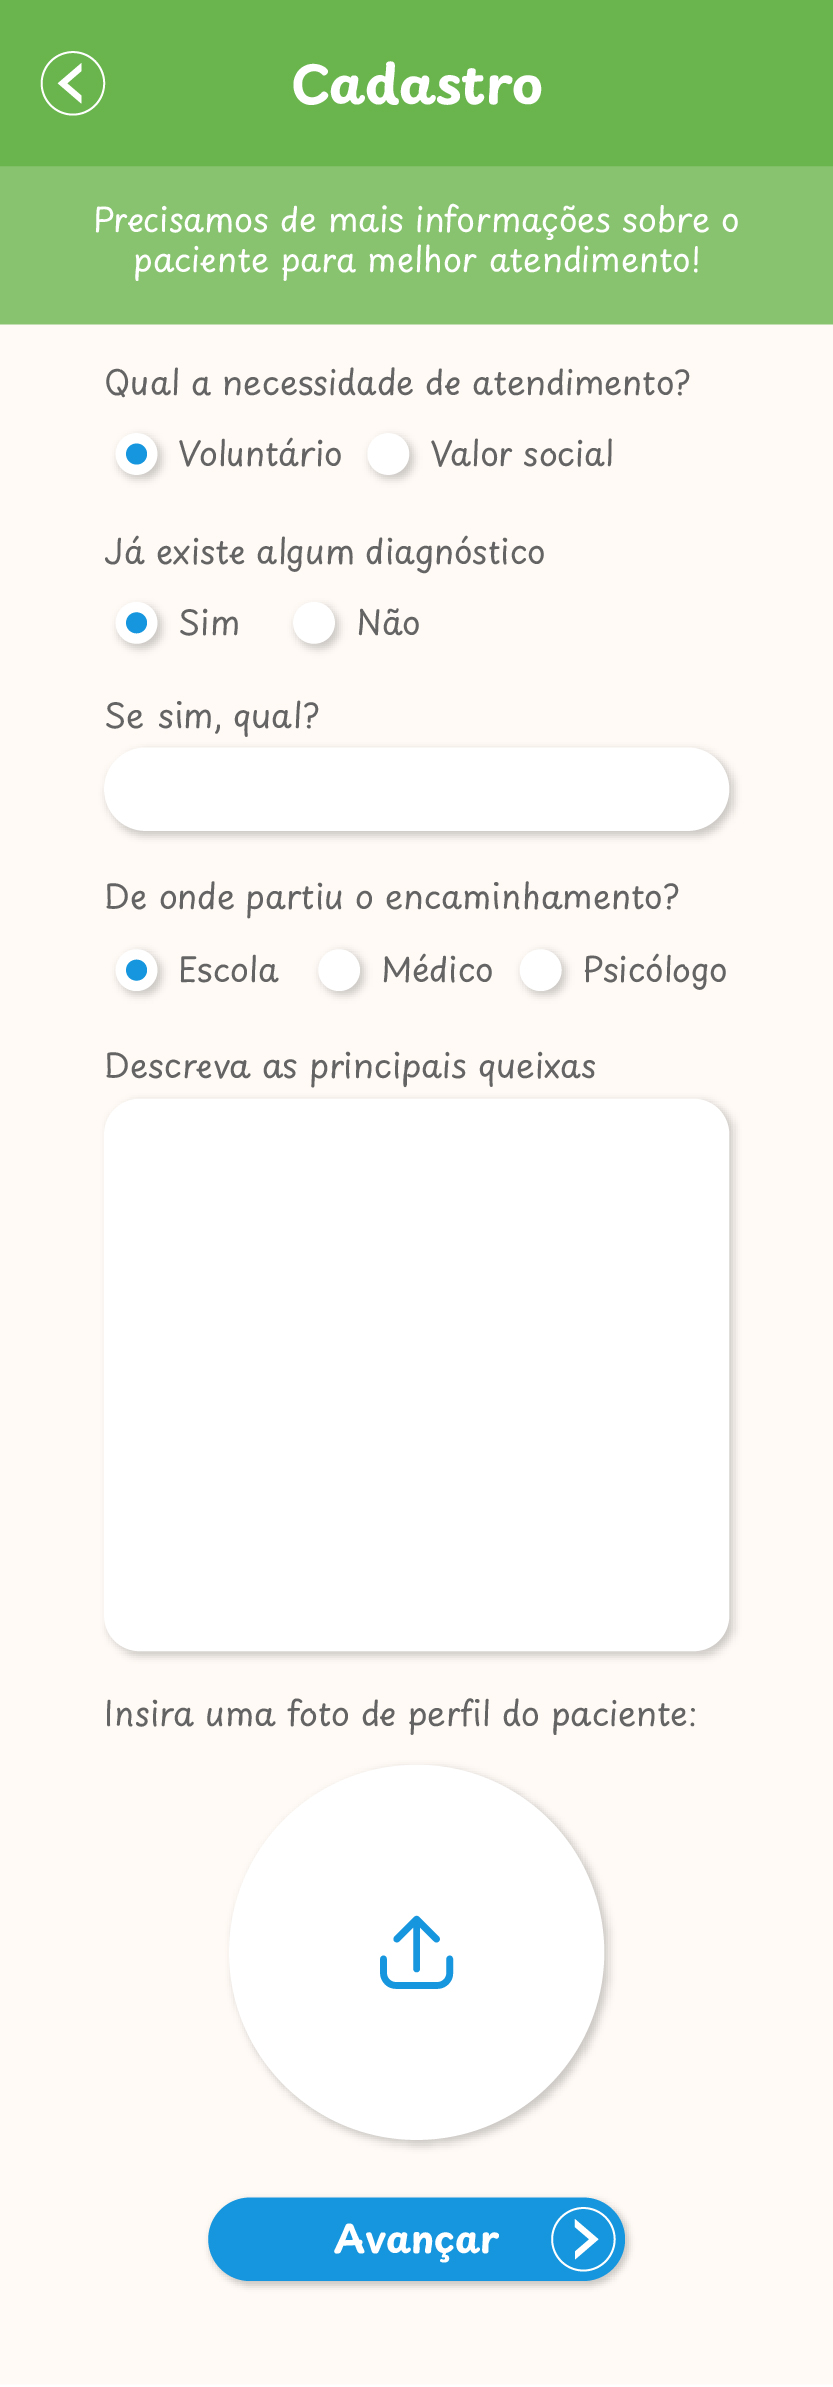 Cadastro
Precisamos de mais informações sobre o
paciente para melhor atendimento!
Qual a necessidade de atendimento?
Voluntário Valor social
Já existe algum diagnóstico
Sim Não
Se sim, qual?
De onde partiu o encaminhamento?
Escola Médico Psicólogo
Descreva as principais queixas
Insira uma foto de perfil do paciente:
Avançar